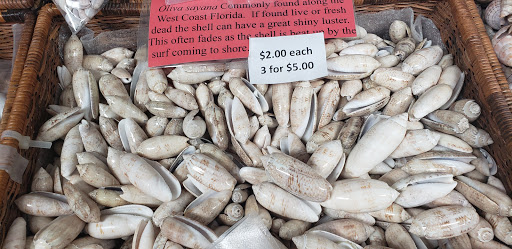 Oliva sayana Commonly found along the
West Coast Florida. If found live or fresh
dead the shell can have a great shiny luster.
This often fades as the shell is beaten by the
surf coming to shore.
$2.00 each
3 for $5.00